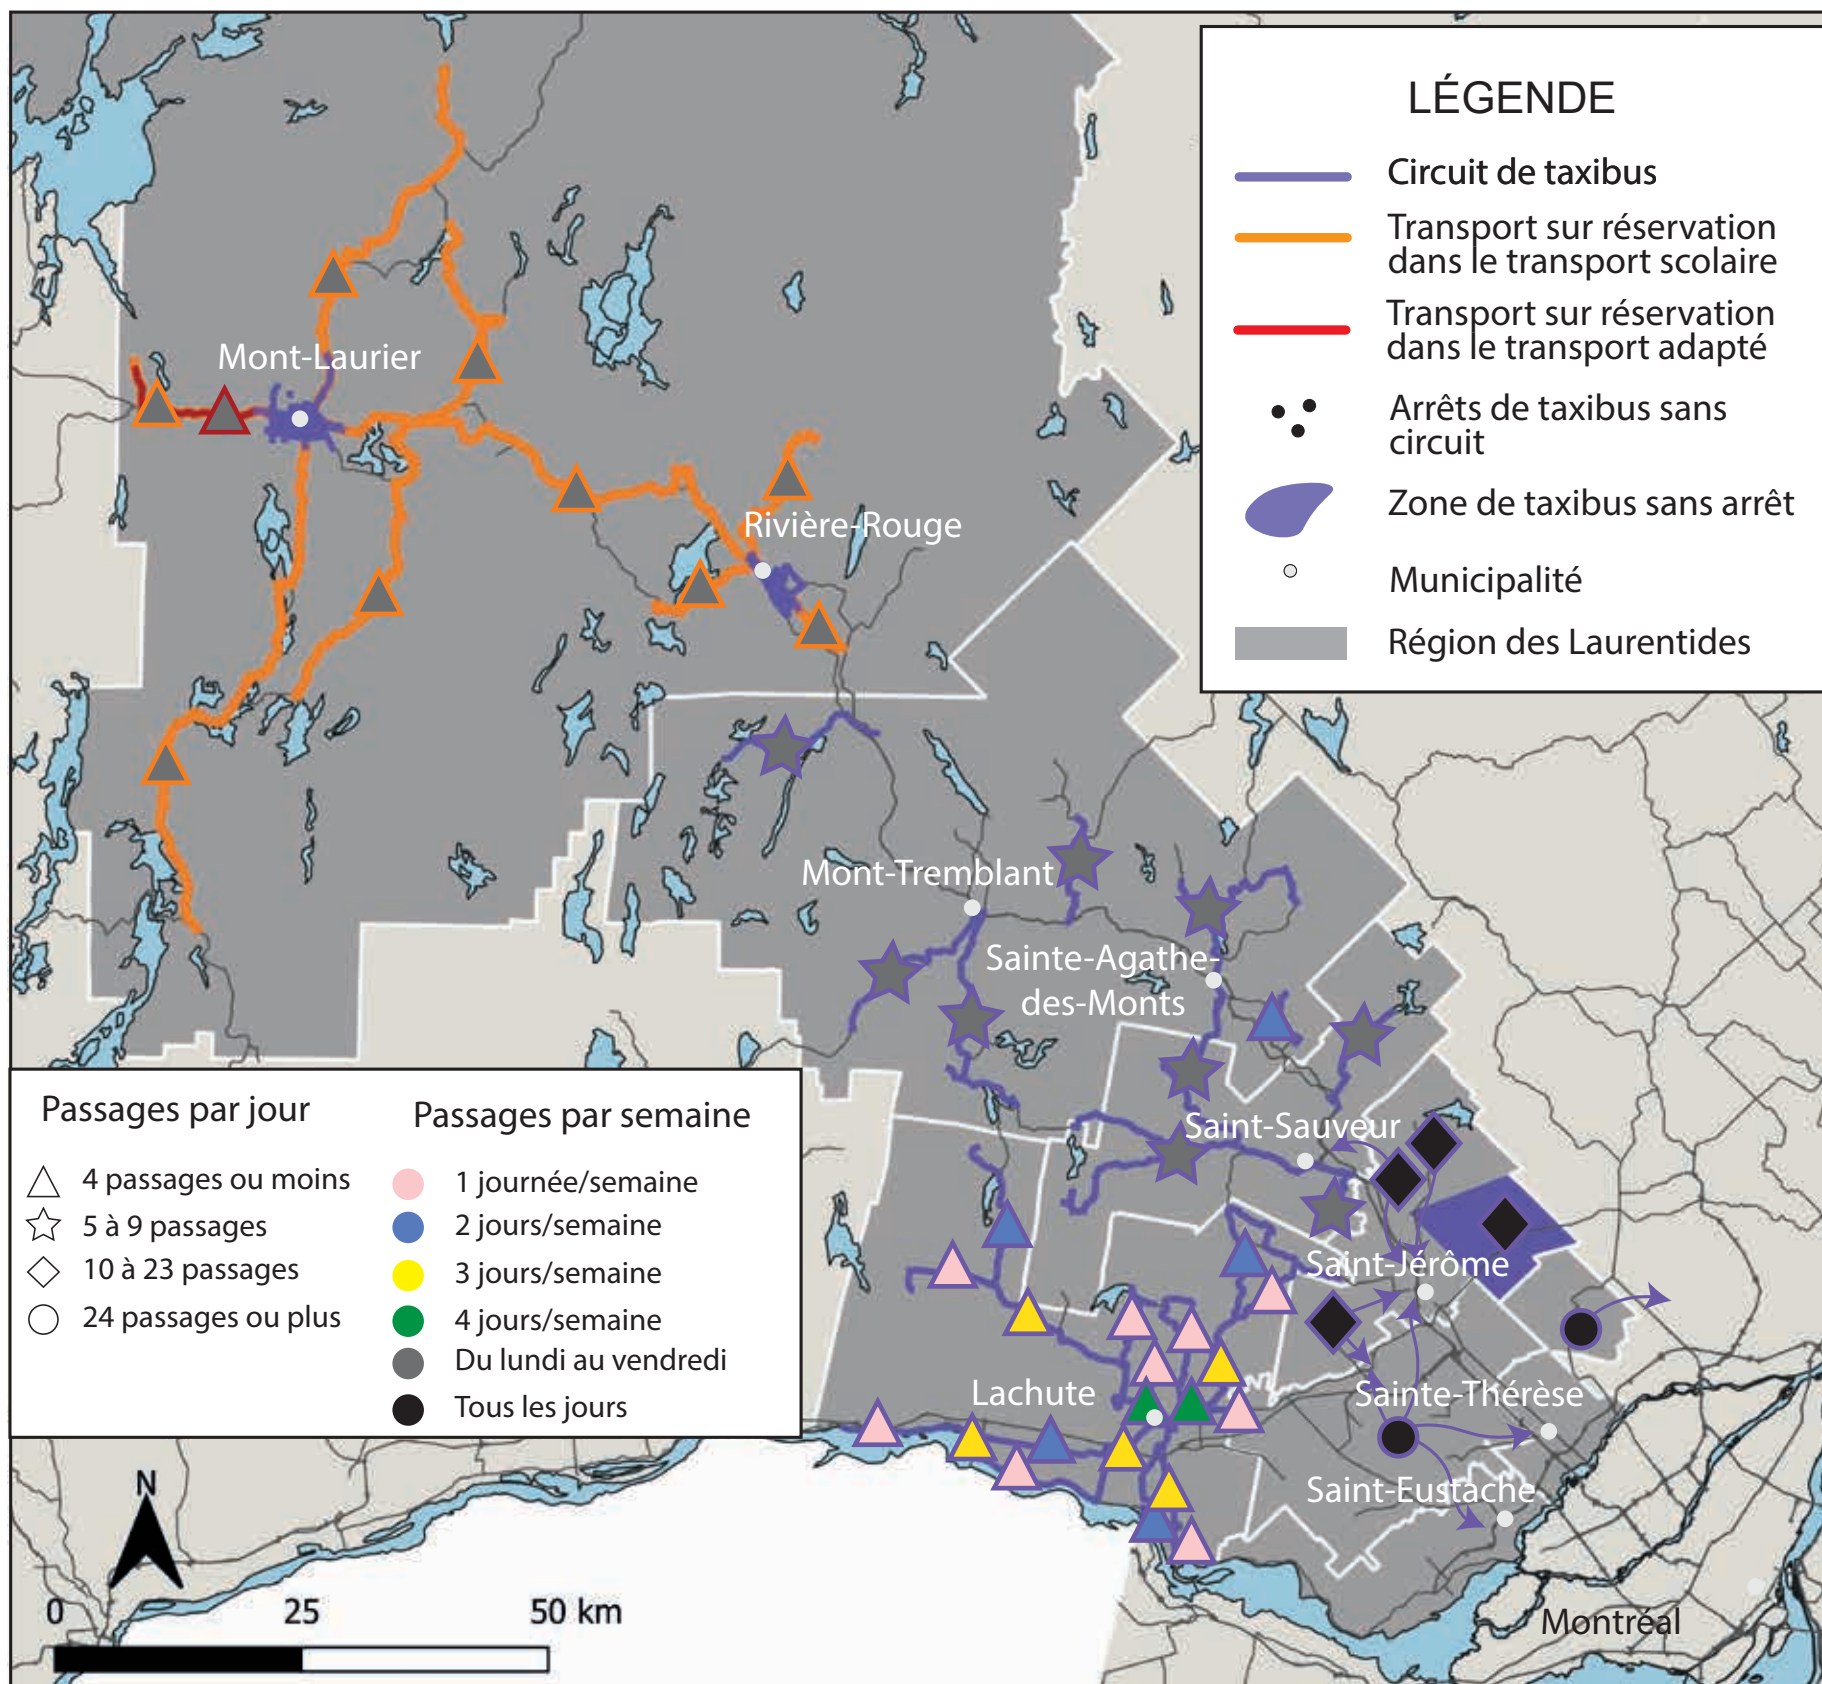 LÉGENDE
Circuit de taxibus
Transport sur réservation
dans le transport scolaire
Transport sur réservation
dans le transport adapté
Arrêts de taxibus sans
circuit
Zone de taxibus sans arrêt
Municipalité
Région des Laurentides
Mont-Laurier
Rivière-Rouge
Mont-Tremblant
Sainte-Agathe-
des-Monts
Saint-Sauveur
Saint-Jérôme
Lachute
Sainte-Thérèse
Saint-Eustache
Montréal
Passages par jour
4 passages ou moins
5 à 9 passages
10 à 23 passages
24 passages ou plus
Passages par semaine
1 journée/semaine
2 jours/semaine
3 jours/semaine
4 jours/semaine
Du lundi au vendredi
Tous les jours
N
0 25 50 km